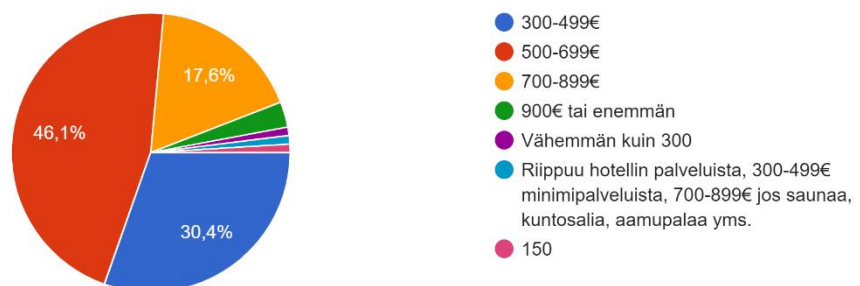 17,6%
46,1%
30,4%
300-499€
500-699€
700-899€
900€ tai enemmän
Vähemmän kuin 300
Riippuu hotellin palveluista, 300-499€
minimipalveluista, 700-899€ jos saunaa,
kuntosalia, aamupalaa yms.
150